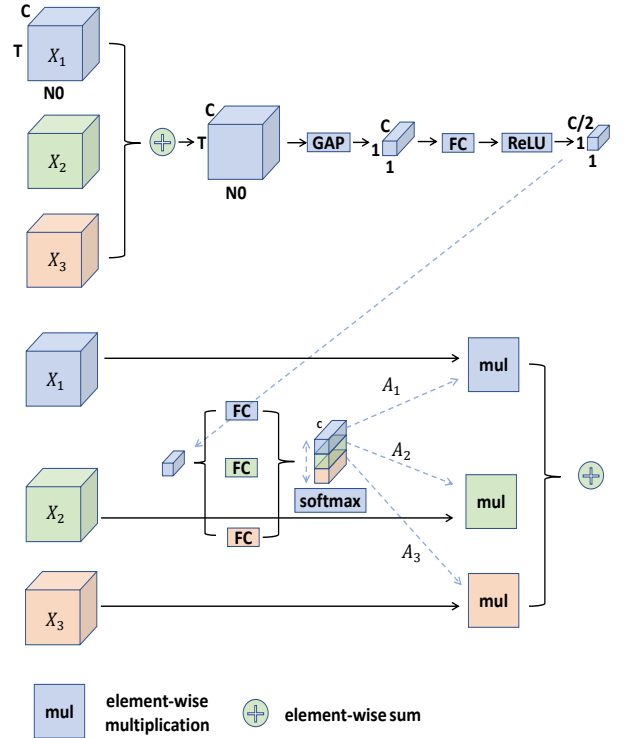 C
T
X₁
N0
X₂
X₃
C
T
N0
GAP
C
1
1
FC
ReLU
C/2
1
1
X₁
mul
A₁
FC
C
A₂
FC
softmax
X₂
mul
FC
A₃
X₃
mul
mul
element-wise
multiplication
element-wise sum